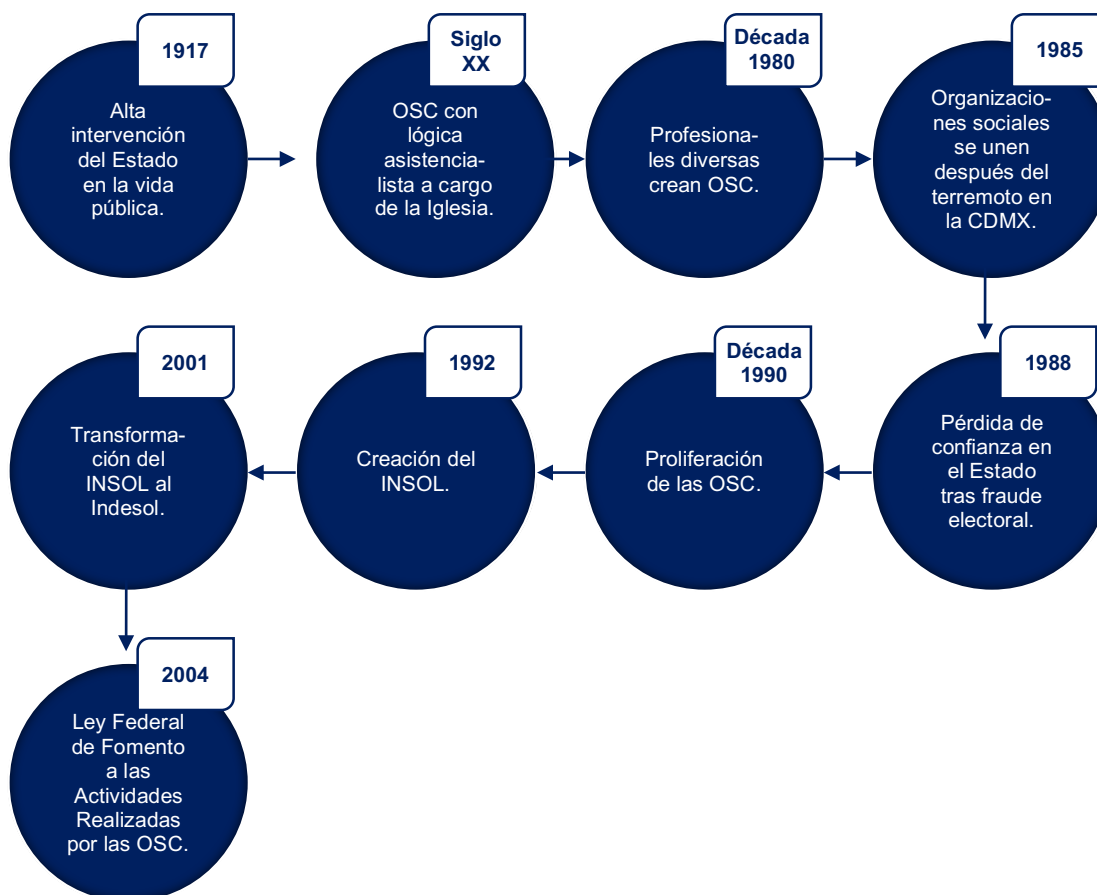 1917
Alta
intervención
del Estado
en la vida
pública.
Siglo
XX
OSC con
lógica
asistencia-
lista a cargo
de la Iglesia.
Década
1980
Profesiona-
les diversas
crean OSC.
1985
Organizacio-
nes sociales
se unen
después del
terremoto en
la CDMX.
1988
Pérdida de
confianza en
el Estado
tras fraude
electoral.
Década
1990
Proliferación
de las OSC.
1992
Creación del
INSOL.
2001
Transforma-
ción del
INSOL al
Indesol.
2004
Ley Federal
de Fomento
a las
Actividades
Realizadas
por las OSC.